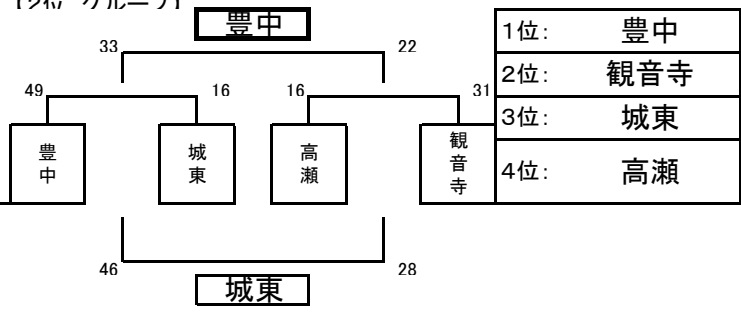 【2位 グループ】
豊中
33
22
49
16
16
31
豊中
城東
高瀬
観音寺
46
28
城東
1位: 豊中
2位: 観音寺
3位: 城東
4位: 高瀬